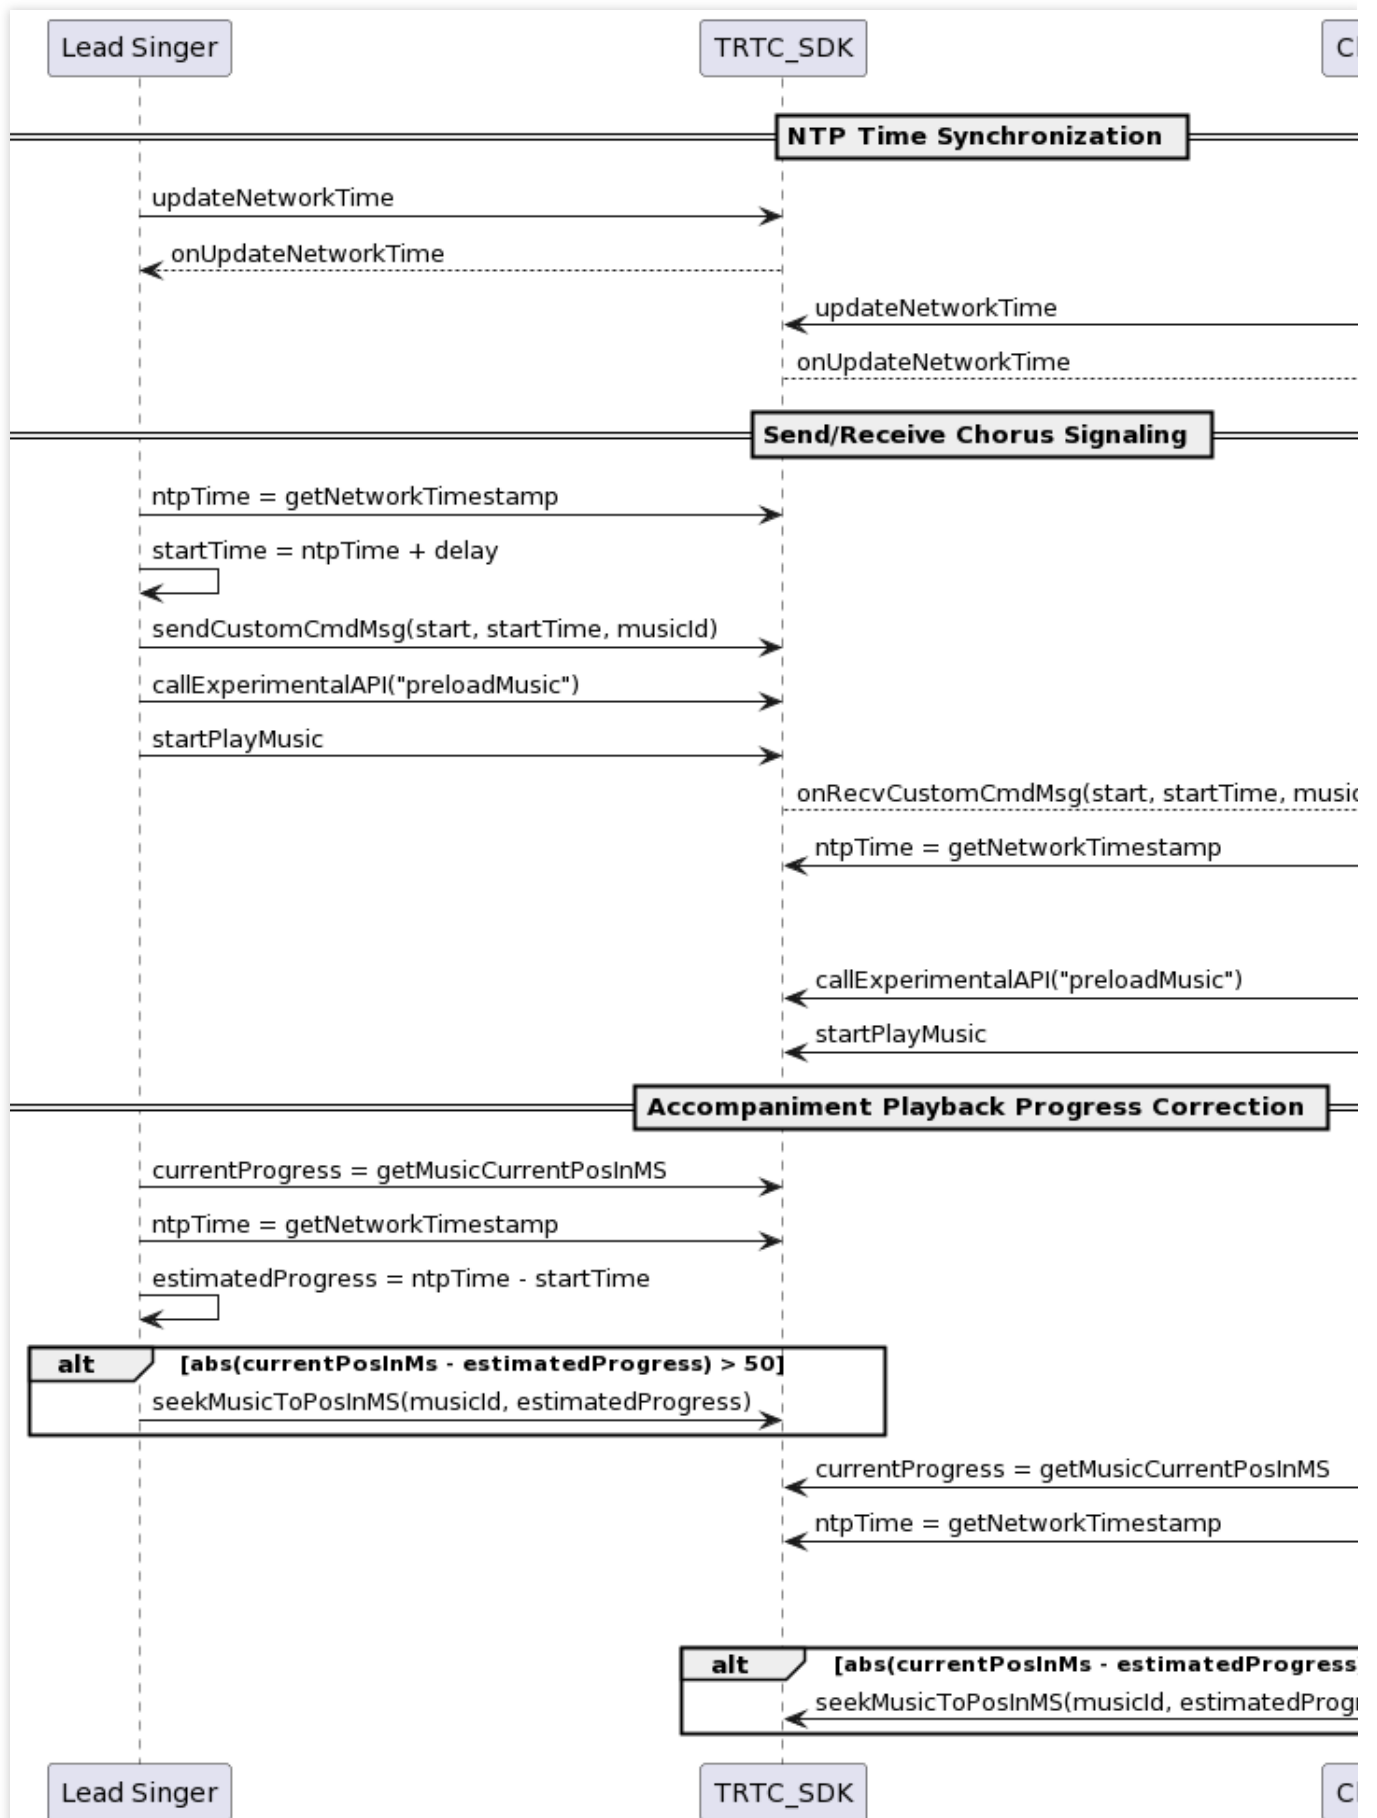 Lead Singer
TRTC_SDK
NTP Time Synchronization
updateNetworkTime
onUpdateNetworkTime
updateNetworkTime
onUpdateNetworkTime
Send/Receive Chorus Signaling
ntpTime = getNetworkTimestamp
startTime = ntpTime + delay
sendCustomCmdMsg(start, startTime, musicId)
callExperimentalAPI("preloadMusic")
startPlayMusic
onRecvCustomCmdMsg(start, startTime, music
ntpTime = getNetworkTimestamp
callExperimentalAPI("preloadMusic")
startPlayMusic
Accompaniment Playback Progress Correction
currentProgress = getMusicCurrentPosInMS
ntpTime = getNetworkTimestamp
estimatedProgress = ntpTime - startTime
alt [abs(currentPosInMs - estimatedProgress) > 50]
seekMusicToPosInMS(musicId, estimatedProgress)
currentProgress = getMusicCurrentPosInMS
ntpTime = getNetworkTimestamp
alt [abs(currentPosInMs - estimatedProgress
seekMusicToPosInMS(musicId, estimatedProgr
Lead Singer
TRTC_SDK